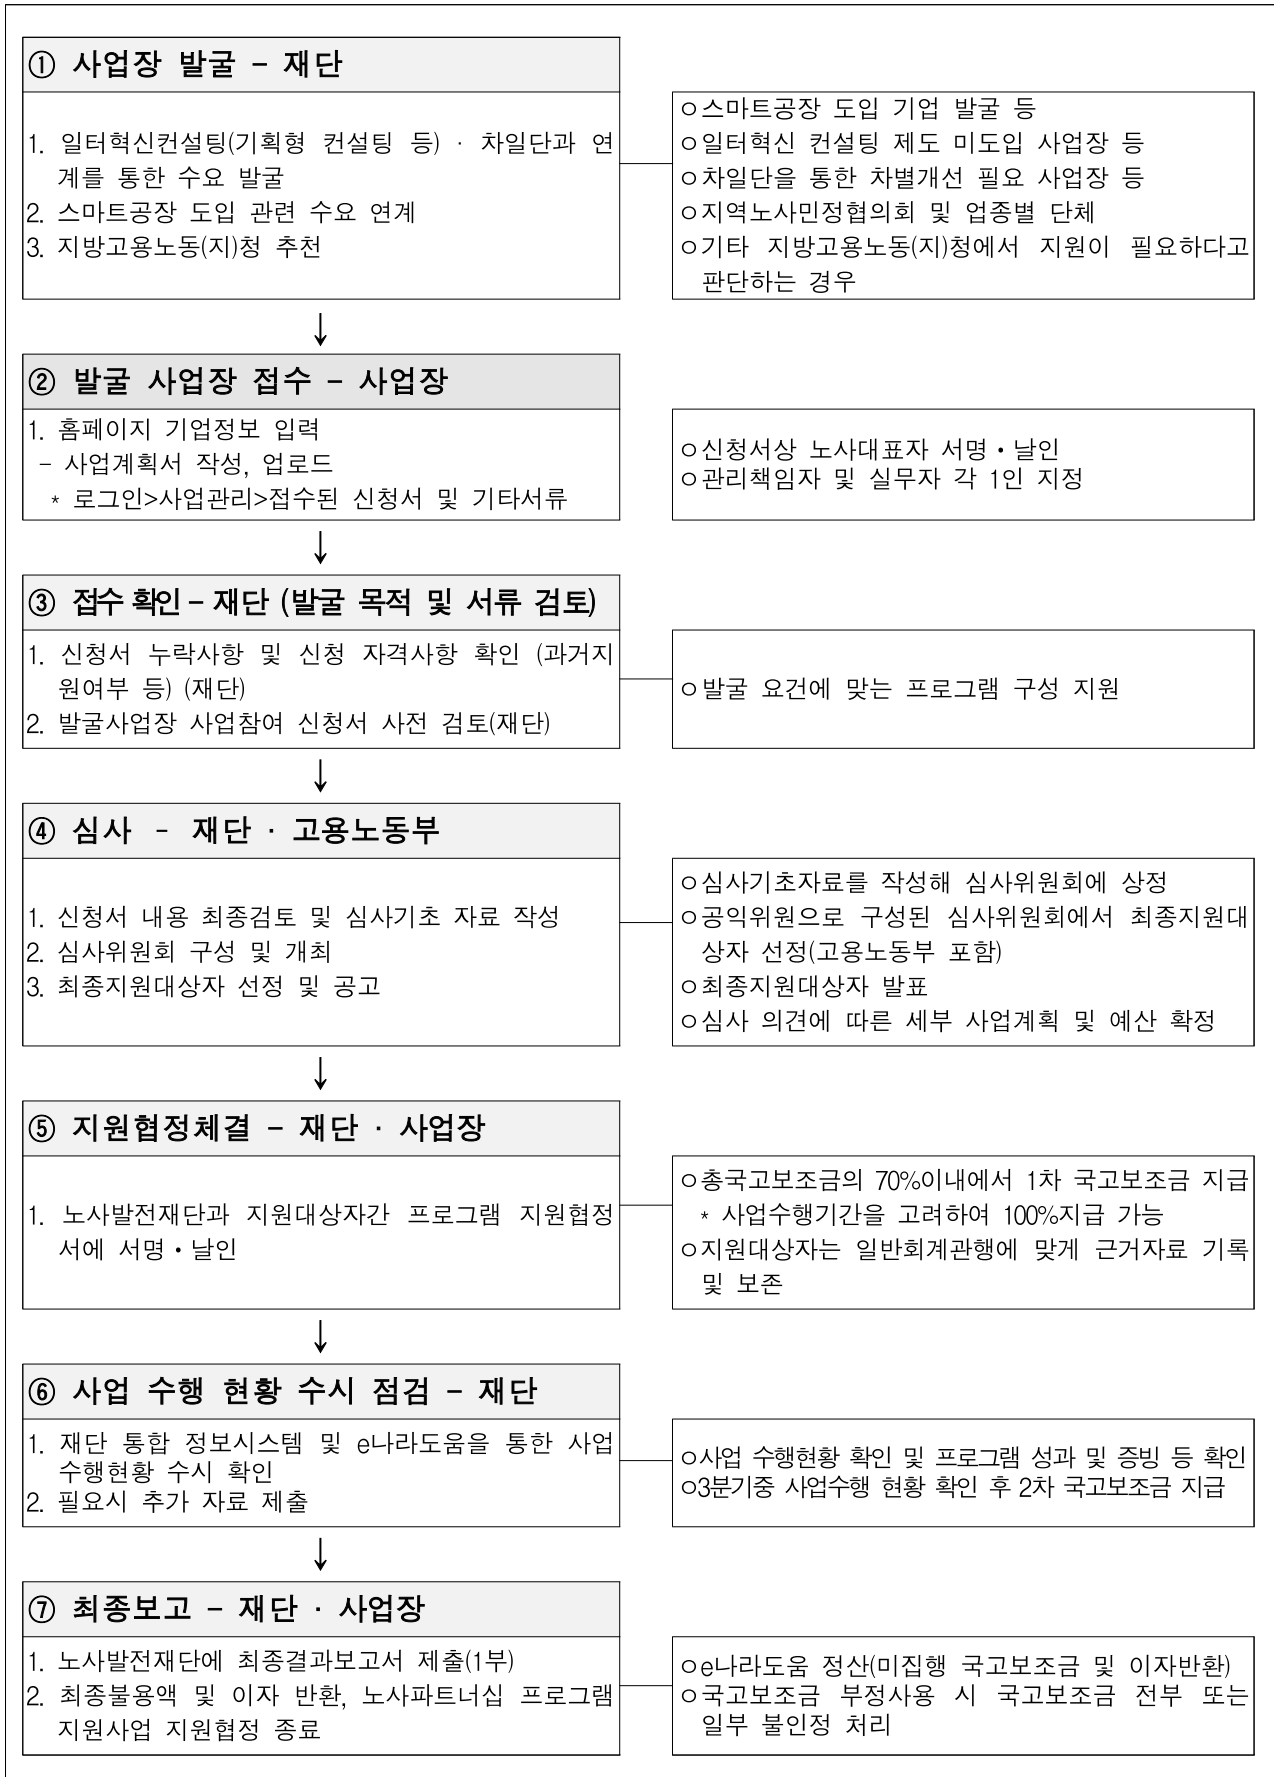 ① 사업장 발굴 – 재단
1. 일터혁신컨설팅(기획형 컨설팅 등) · 차일단과 연
계를 통한 수요 발굴
2. 스마트공장 도입 관련 수요 연계
3. 지방고용노동(지)청 추천
○스마트공장 도입 기업 발굴 등
○일터혁신 컨설팅 제도 미도입 사업장 등
○차일단을 통한 차별개선 필요 사업장 등
○지역노사민정협의회 및 업종별 단체
○기타 지방고용노동(지)청에서 지원이 필요하다고
판단하는 경우
↓
② 발굴 사업장 접수 – 사업장
1. 홈페이지 기업정보 입력
– 사업계획서 작성, 업로드
* 로그인>사업관리>접수된 신청서 및 기타서류
○신청서상 노사대표자 서명·날인
○관리책임자 및 실무자 각 1인 지정
↓
③ 접수 확인 – 재단 (발굴 목적 및 서류 검토)
1. 신청서 누락사항 및 신청 자격사항 확인 (과거지
원여부 등) (재단)
2. 발굴사업장 사업참여 신청서 사전 검토(재단)
○발굴 요건에 맞는 프로그램 구성 지원
↓
④ 심사 - 재단 · 고용노동부
1. 신청서 내용 최종검토 및 심사기초 자료 작성
2. 심사위원회 구성 및 개최
3. 최종지원대상자 선정 및 공고
○심사기초자료를 작성해 심사위원회에 상정
○공익위원으로 구성된 심사위원회에서 최종지원대
상자 선정(고용노동부 포함)
○최종지원대상자 발표
○심사 의견에 따른 세부 사업계획 및 예산 확정
↓
⑤ 지원협정체결 – 재단 · 사업장
1. 노사발전재단과 지원대상자간 프로그램 지원협정
서에 서명·날인
○총국고보조금의 70%이내에서 1차 국고보조금 지급
* 사업수행기간을 고려하여 100%지급 가능
○지원대상자는 일반회계관행에 맞게 근거자료 기록
및 보존
↓
⑥ 사업 수행 현황 수시 점검 – 재단
1. 재단 통합 정보시스템 및 e나라도움을 통한 사업
수행현황 수시 확인
2. 필요시 추가 자료 제출
○사업 수행현황 확인 및 프로그램 성과 및 증빙 등 확인
○3분기중 사업수행 현황 확인 후 2차 국고보조금 지급
↓
⑦ 최종보고 – 재단 · 사업장
1. 노사발전재단에 최종결과보고서 제출(1부)
2. 최종불용액 및 이자 반환, 노사파트너십 프로그램
지원사업 지원협정 종료
○e나라도움 정산(미집행 국고보조금 및 이자반환)
○국고보조금 부정사용 시 국고보조금 전부 또는
일부 불인정 처리